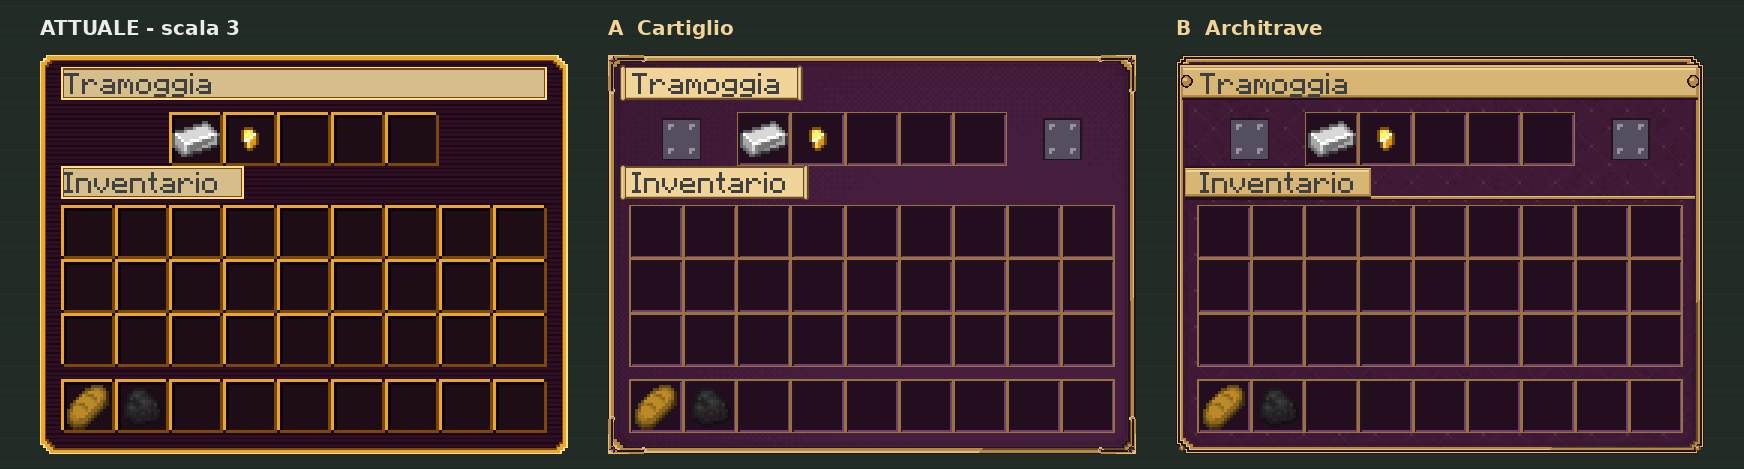 ATTUALE - scala 3
Tramoggia
Inventario
A Cartiglio
Tramoggia
Inventario
B Architrave
Tramoggia
Inventario